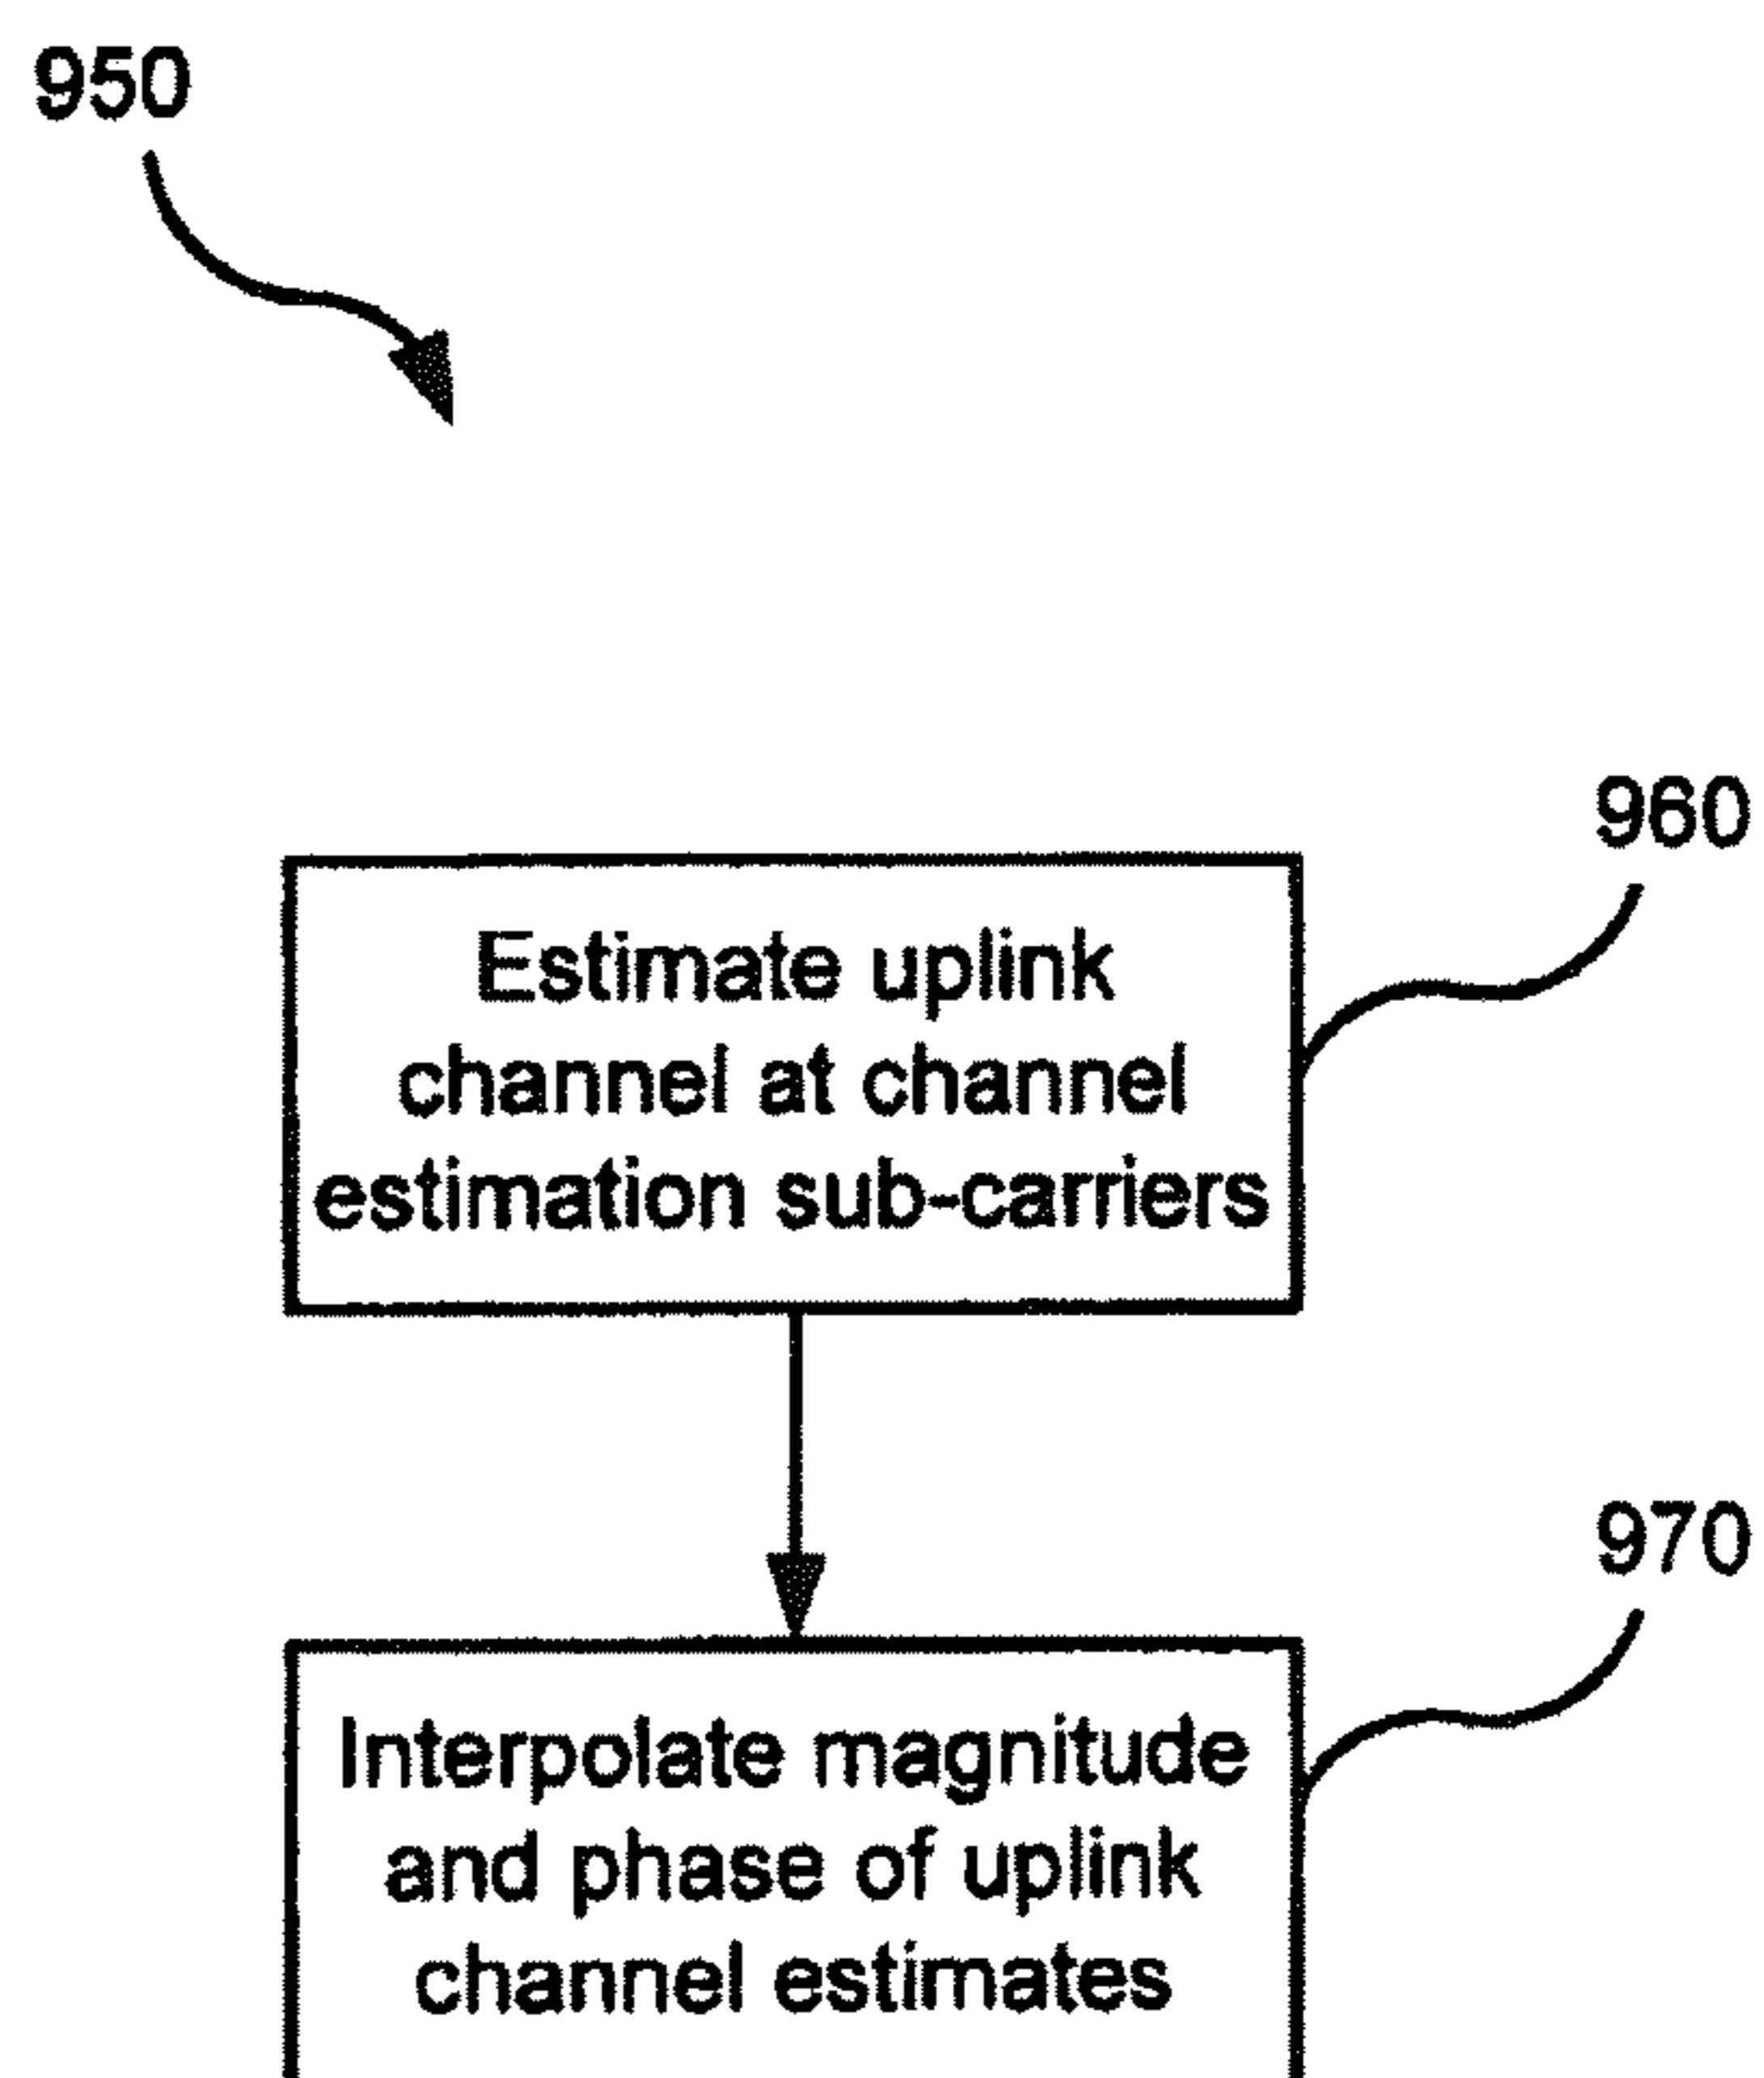 950
960
Estimate uplink
channel at channel
estimation sub-carriers
970
Interpolate magnitude
and phase of uplink
channel estimates